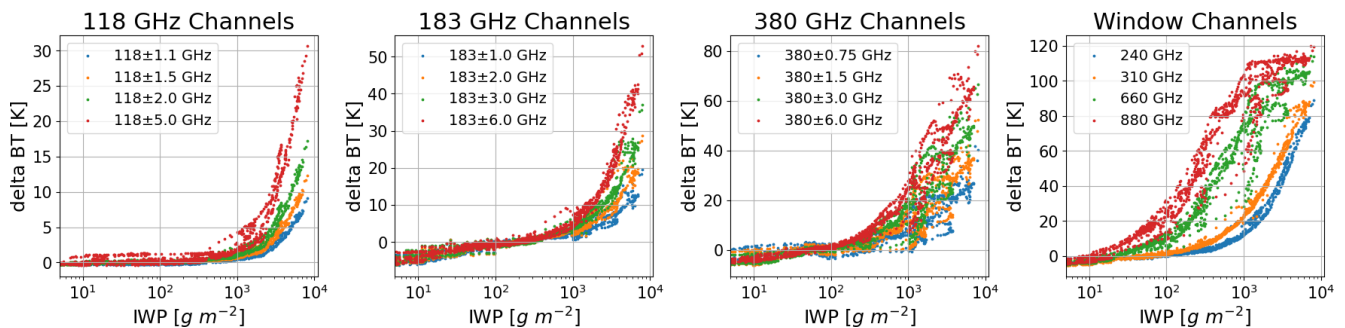 118 GHz Channels
delta BT [K]
30
25
20
15
10
5
0
118±1.1 GHz
118±1.5 GHz
118±2.0 GHz
118±5.0 GHz
10¹ 10² 10³ 10⁴
IWP [g m⁻²]
183 GHz Channels
delta BT [K]
50
40
30
20
10
0
183±1.0 GHz
183±2.0 GHz
183±3.0 GHz
183±6.0 GHz
10¹ 10² 10³ 10⁴
IWP [g m⁻²]
380 GHz Channels
delta BT [K]
80
60
40
20
0
380±0.75 GHz
380±1.5 GHz
380±3.0 GHz
380±6.0 GHz
10¹ 10² 10³ 10⁴
IWP [g m⁻²]
Window Channels
delta BT [K]
120
100
80
60
40
20
0
240 GHz
310 GHz
660 GHz
880 GHz
10¹ 10² 10³ 10⁴
IWP [g m⁻²]